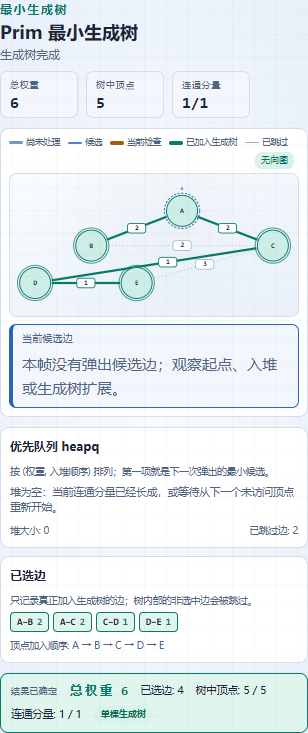 最小生成树
Prim 最小生成树
生成树完成
总权重
6
树中顶点
5
连通分量
1/1
尚未处理 候选 当前检查 已加入生成树 已跳过
无向图
s
A
2 2
B 2 C
1 3
D 1 E
当前候选边
本帧没有弹出候选边；观察起点、入堆
或生成树扩展。
优先队列 heapq
按 (权重, 入堆顺序) 排列；第一项就是下一次弹出的最小候选。
堆为空：当前连通分量已经长成，或等待从下一个未访问顶点
重新开始。
堆大小: 0 已跳过边: 2
已选边
只记录真正加入生成树的边；树内部的非选中边会被跳过。
A-B 2 A-C 2 C-D 1 D-E 1
顶点加入顺序: A → B → C → D → E
结果已确定 总权重 6 已选边: 4 树中顶点: 5 / 5
连通分量: 1 / 1 单棵生成树